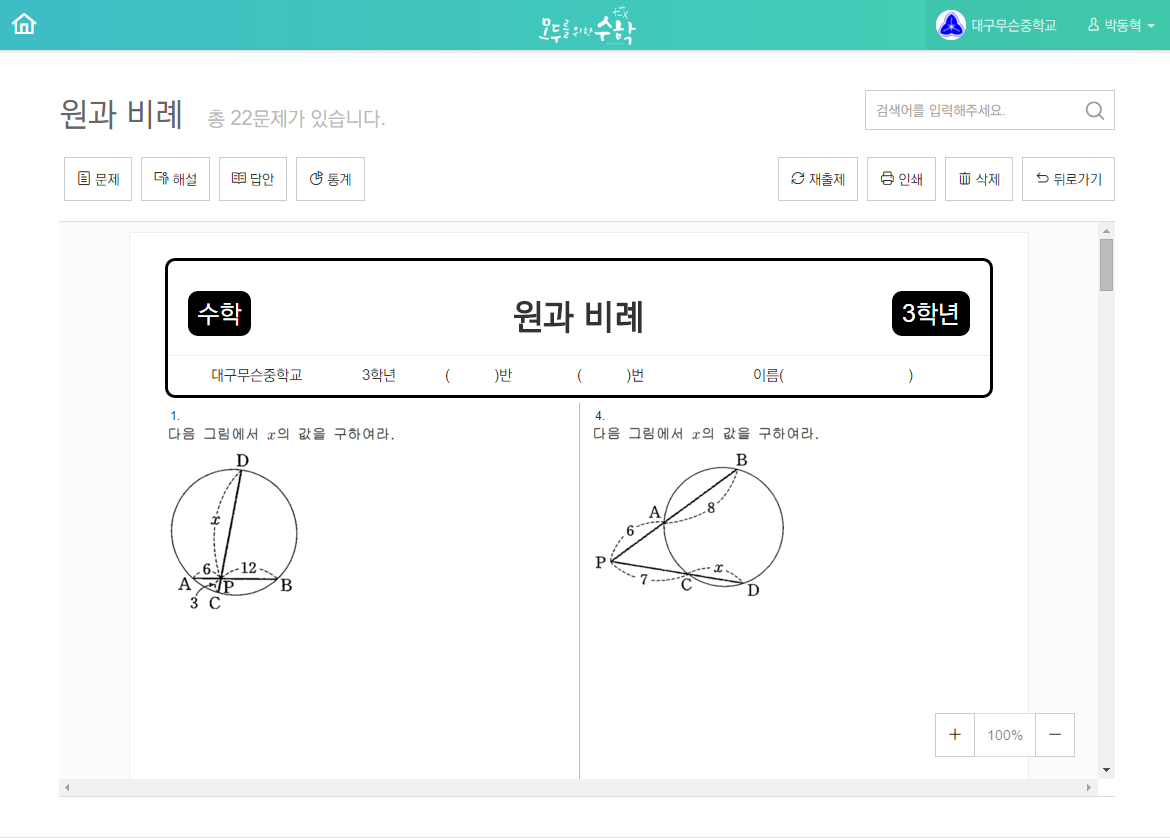 모두를 위한 수학
대구무슨중학교 박동혁
원과 비례 총 22문제가 있습니다.
검색어를 입력해주세요.
문제 해설 답안 통계
재출제 인쇄 삭제 뒤로가기
수학 원과 비례 3학년
대구무슨중학교 3학년 ( )반 ( )번 이름( )
1.
다음 그림에서 x의 값을 구하여라.
D
x
6 12
A P B
3 C
4.
다음 그림에서 x의 값을 구하여라.
B
A 8
6
P
7 x
C D
+ 100% −